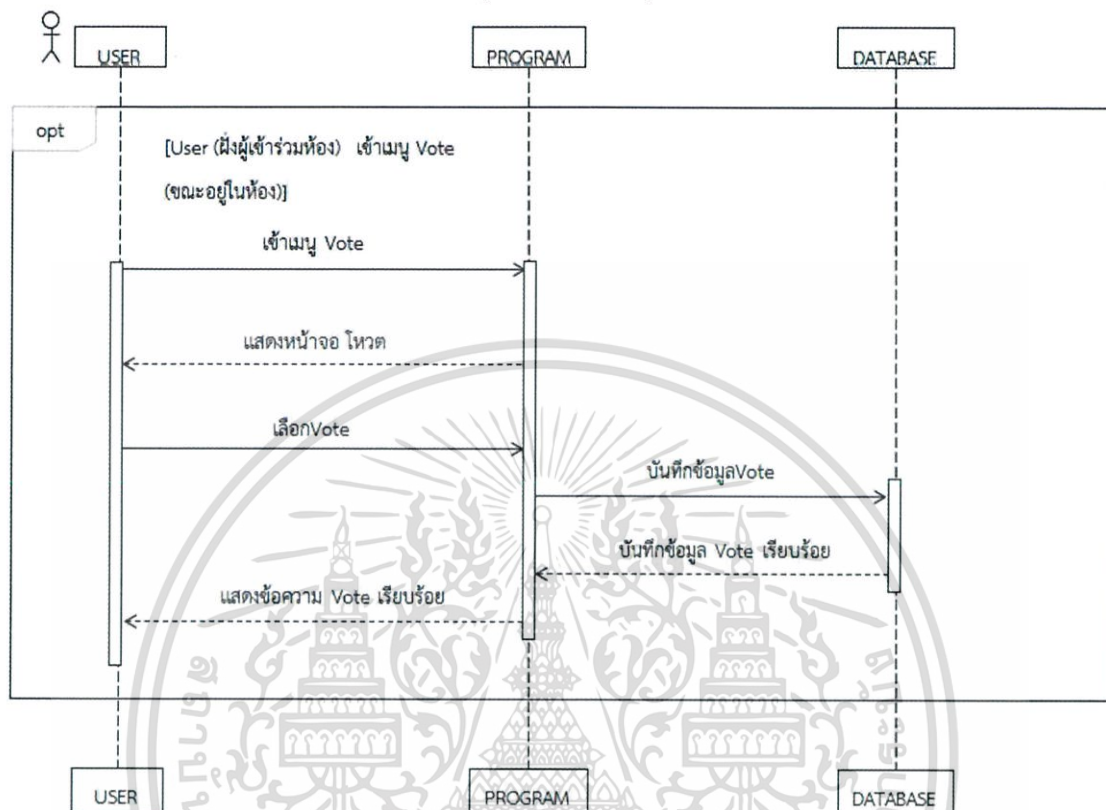 USER
PROGRAM
DATABASE
opt
[User (ฝั่งผู้เข้าร่วมห้อง) เข้าเมนู Vote
(ขณะอยู่ในห้อง)]
เข้าเมนู Vote
แสดงหน้าจอ โหวต
เลือกVote
บันทึกข้อมูลVote
บันทึกข้อมูล Vote เรียบร้อย
แสดงข้อความ Vote เรียบร้อย
USER
PROGRAM
DATABASE